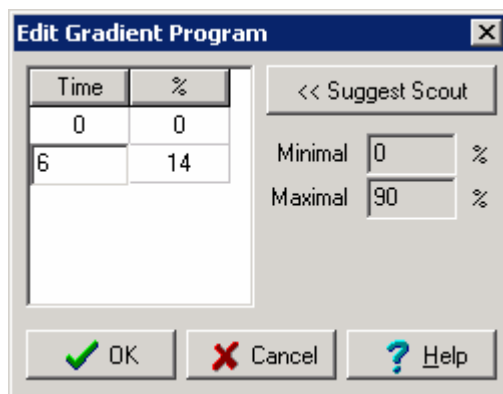 Edit Gradient Program
Time %
0 0
6 14
<< Suggest Scout
Minimal 0 %
Maximal 90 %
OK Cancel Help